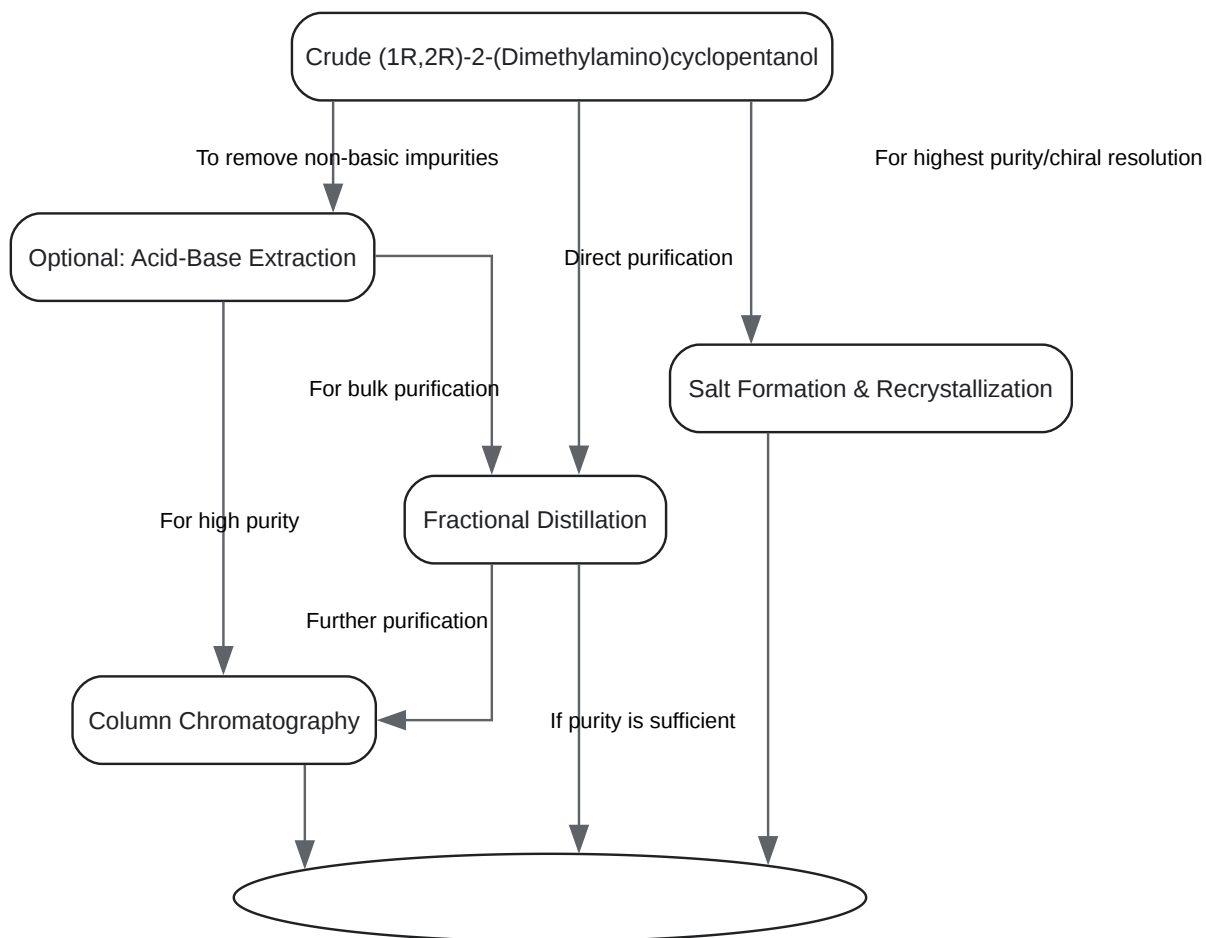 Crude (1R,2R)-2-(Dimethylamino)cyclopentanol
To remove non-basic impurities
For highest purity/chiral resolution
Optional: Acid-Base Extraction
Direct purification
For bulk purification
Salt Formation & Recrystallization
For high purity
Fractional Distillation
Further purification
Column Chromatography
If purity is sufficient